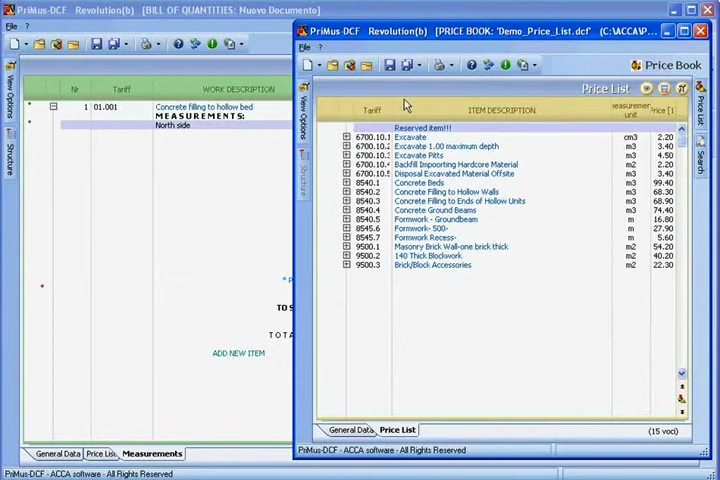 PriMus-DCF Revolution(b) [BILL OF QUANTITIES: Nuovo Documento]
File ?
View Options
Structure
Nr Tariff WORK DESCRIPTION
1 01.001 Concrete filling to hollow bed
MEASUREMENTS:
North side
TO S
TOTA
ADD NEW ITEM
General Data Price List Measurements
PriMus-DCF - ACCA software - All Rights Reserved
PriMus-DCF Revolution(b) [PRICE BOOK: 'Demo_Price_List.dcf' (C:\ACCA\P...
File ?
Price Book
Price List
View Options
Structure
Price List
Search
Tariff ITEM DESCRIPTION measuremer unit Price [1
Reserved item!!!
6700.10.1 Excavate cm3 2.20
6700.10.2 Excavate 1.00 maximum depth m3 3.40
6700.10.3 Excavate Pitts m3 4.50
6700.10.4 Backfill Impoorting Hardcore Material m2 2.20
6700.10.5 Disposal Excavated Material Offsite m3 3.40
8540.1 Concrete Beds m3 99.40
8540.2 Concrete Filling to Hollow Walls m3 68.30
8540.3 Concrete Filling to Ends of Hollow Units m3 68.90
8540.4 Concrete Ground Beams m3 74.40
8540.5 Formwork - Groundbeam m 16.80
8545.6 Formwork- 500- m 27.90
8545.7 Formwork Recess- m 5.60
9500.1 Masonry Brick Wall-one brick thick m2 54.20
9500.2 140 Thick Blockwork m2 40.20
9500.3 Brick/Block Accessories m2 22.30
General Data Price List (15 voci)
PriMus-DCF - ACCA software - All Rights Reserved